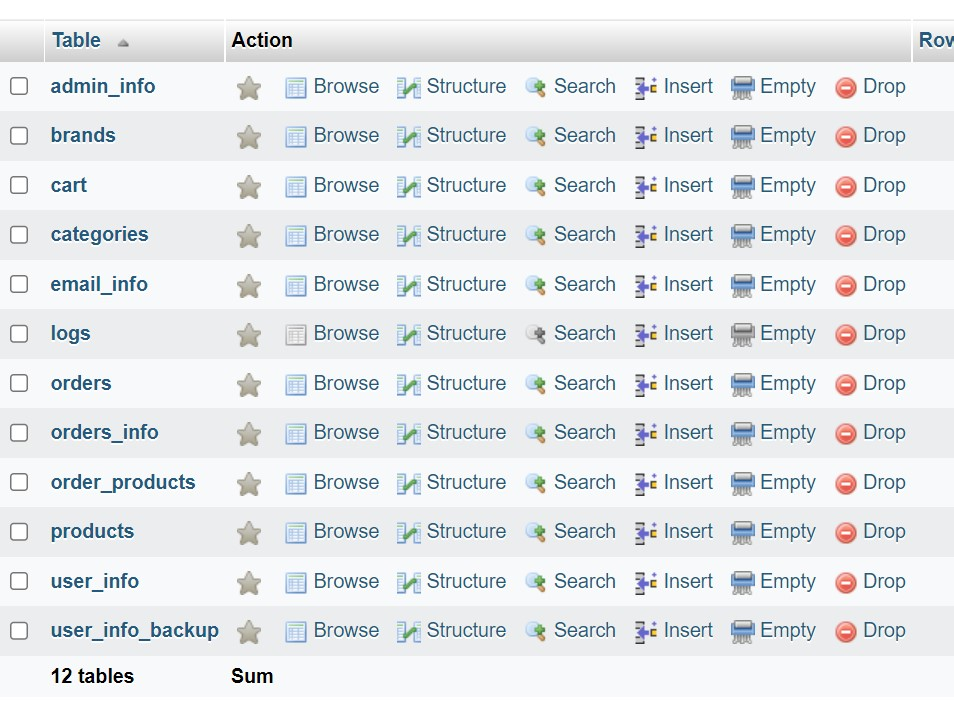 Table Action Row
admin_info Browse Structure Search Insert Empty Drop
brands Browse Structure Search Insert Empty Drop
cart Browse Structure Search Insert Empty Drop
categories Browse Structure Search Insert Empty Drop
email_info Browse Structure Search Insert Empty Drop
logs Browse Structure Search Insert Empty Drop
orders Browse Structure Search Insert Empty Drop
orders_info Browse Structure Search Insert Empty Drop
order_products Browse Structure Search Insert Empty Drop
products Browse Structure Search Insert Empty Drop
user_info Browse Structure Search Insert Empty Drop
user_info_backup Browse Structure Search Insert Empty Drop
12 tables Sum